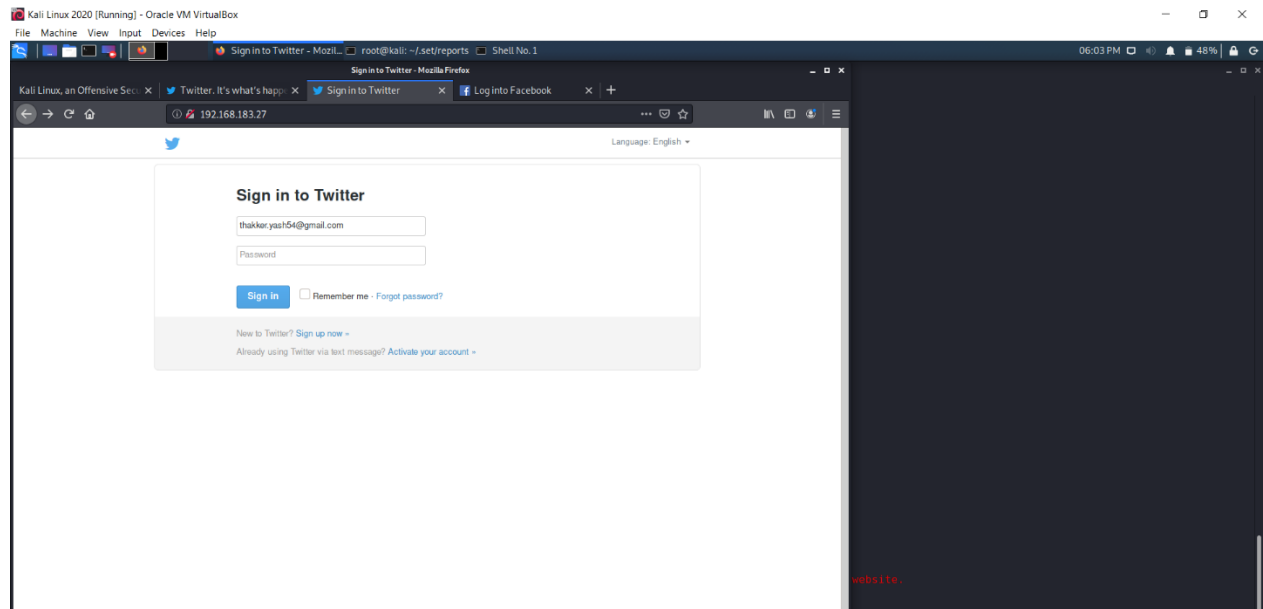 Kali Linux 2020 [Running] - Oracle VM VirtualBox
File Machine View Input Devices Help
Sign in to Twitter - Mozil... root@kali: ~/.set/reports Shell No. 1 06:03 PM 48%
Sign in to Twitter - Mozilla Firefox
Kali Linux, an Offensive Secu Twitter. It's what's happe Sign in to Twitter Log into Facebook
192.168.183.27
Language: English
Sign in to Twitter
thakker.yash54@gmail.com
Password
Sign in Remember me - Forgot password?
New to Twitter? Sign up now »
Already using Twitter via text message? Activate your account »
website.